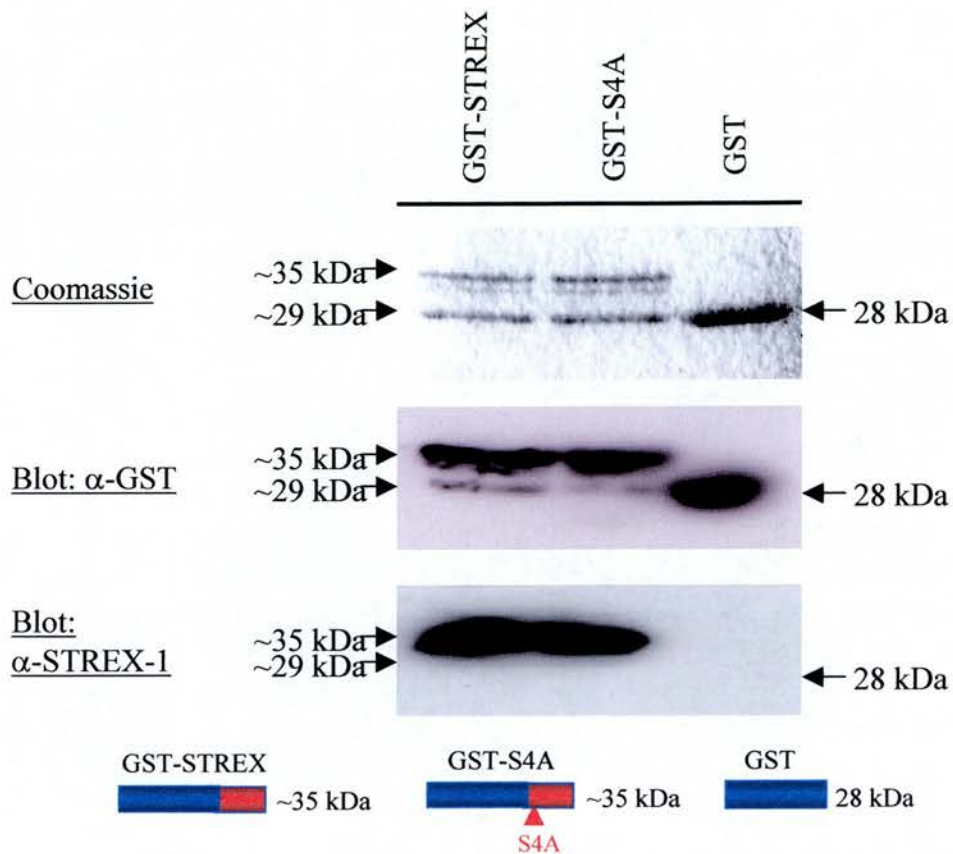 GST-STREX
GST-S4A
GST
Coomassie
~35 kDa
~29 kDa
28 kDa
Blot: α-GST
~35 kDa
~29 kDa
28 kDa
Blot:
α-STREX-1
~35 kDa
~29 kDa
28 kDa
GST-STREX
~35 kDa
GST-S4A
~35 kDa
S4A
GST
28 kDa